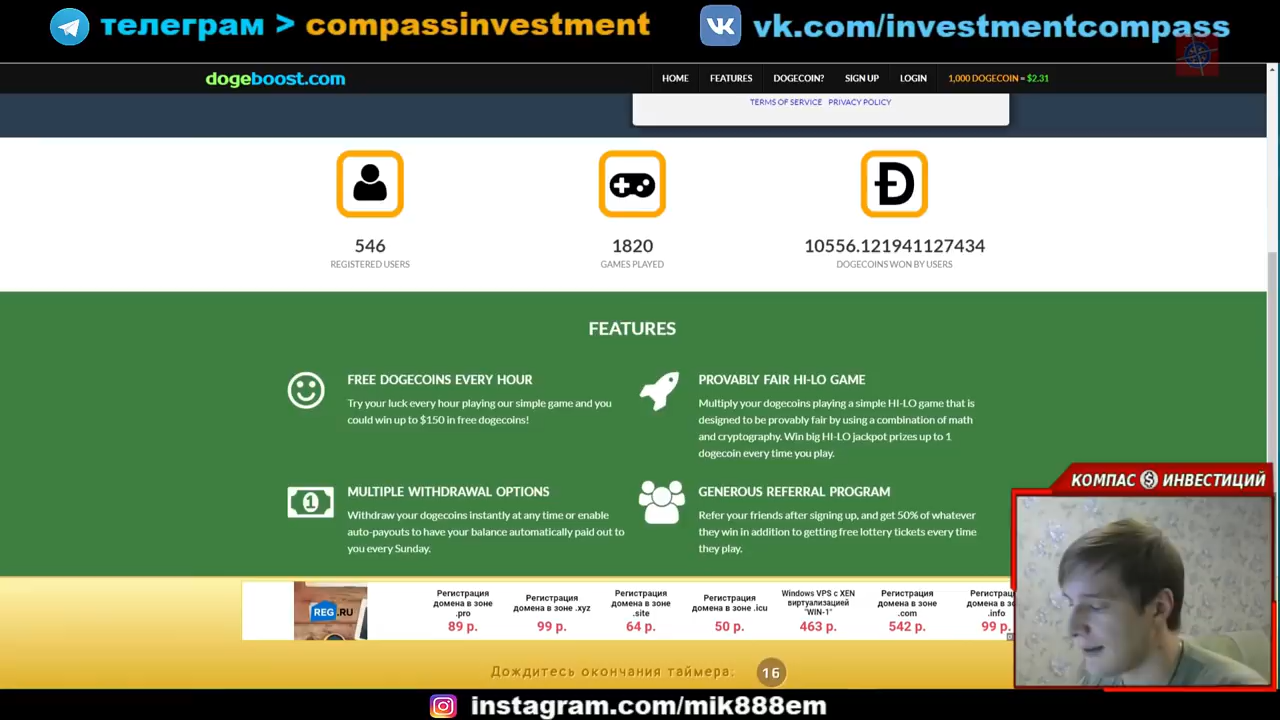 телеграм > compassinvestment
vk.com/investmentcompass
dogeboost.com
HOME
FEATURES
DOGECOIN?
SIGN UP
LOGIN
1,000 DOGECOIN = $2.31
TERMS OF SERVICE PRIVACY POLICY
546
REGISTERED USERS
1820
GAMES PLAYED
10556.121941127434
DOGECOINS WON BY USERS
FEATURES
FREE DOGECOINS EVERY HOUR
Try your luck every hour playing our simple game and you
could win up to $150 in free dogecoins!
PROVABLY FAIR HI-LO GAME
Multiply your dogecoins playing a simple HI-LO game that is
designed to be provably fair by using a combination of math
and cryptography. Win big HI-LO jackpot prizes up to 1
dogecoin every time you play.
MULTIPLE WITHDRAWAL OPTIONS
Withdraw your dogecoins instantly at any time or enable
auto-payouts to have your balance automatically paid out to
you every Sunday.
GENEROUS REFERRAL PROGRAM
Refer your friends after signing up, and get 50% of whatever
they win in addition to getting free lottery tickets every time
they play.
КОМПАС $ ИНВЕСТИЦИЙ
REG.RU
Регистрация
домена в зоне
.pro
89 р.
Регистрация
домена в зоне .xyz
99 р.
Регистрация
домена в зоне
.site
64 р.
Регистрация
домена в зоне .icu
50 р.
Windows VPS с XEN
виртуализацией
"WIN-1"
463 р.
Регистрация
домена в зоне
.com
542 р.
Регистрация
домена в зоне
.info
99 р.
Дождитесь окончания таймера: 16
instagram.com/mik888em